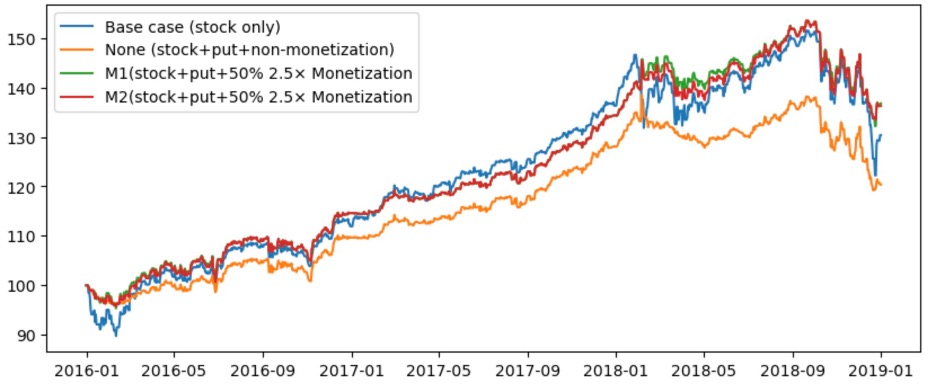 Base case (stock only)
None (stock+put+non-monetization)
M1(stock+put+50% 2.5× Monetization
M2(stock+put+50% 2.5× Monetization
150
140
130
120
110
100
90
2016-01 2016-05 2016-09 2017-01 2017-05 2017-09 2018-01 2018-05 2018-09 2019-01